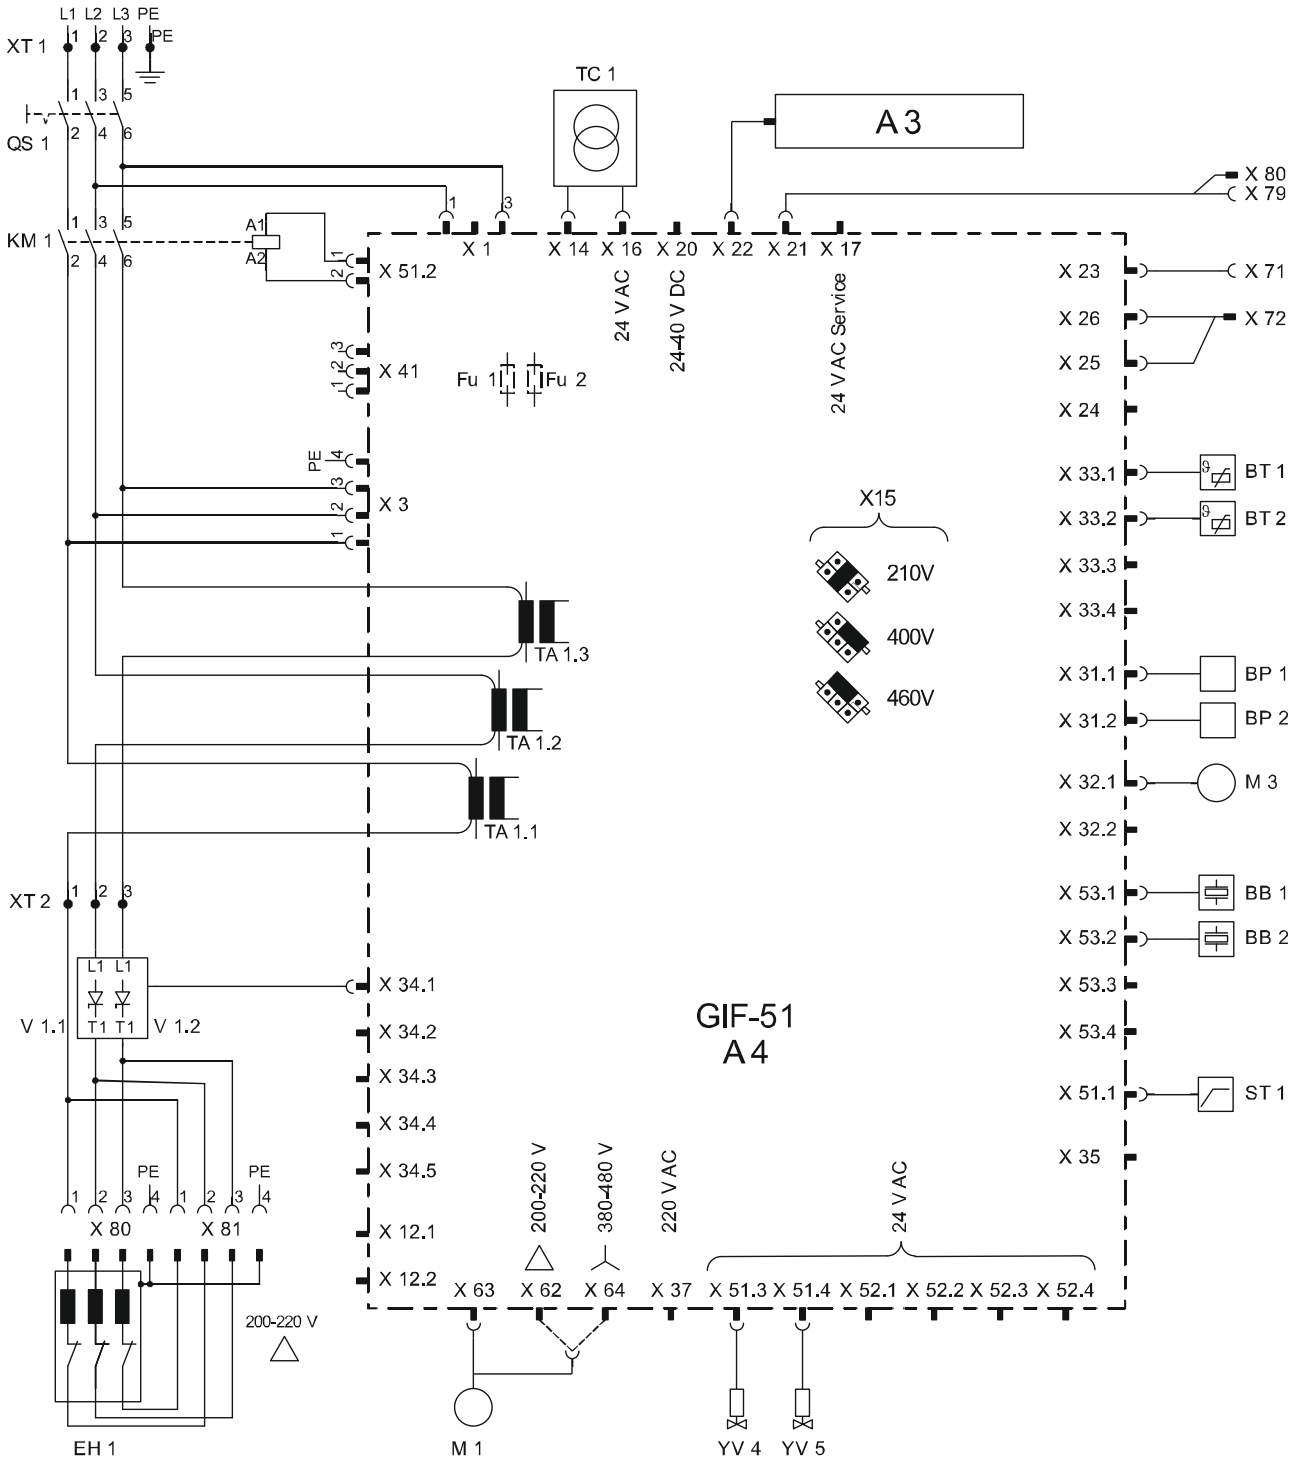 L1 L2 L3 PE
XT 1 1 2 3 PE
TC 1
A 3
1 3 5
QS 1 2 4 6
X 80
X 79
1 3
1 3 5
KM 1 A1
A2
2 4 6
X 1 X 14 X 16 X 20 X 22 X 21 X 17
24 V AC
24-40 V DC
24 V AC Service
1
2 X 51.2
3
2 X 41
1
Fu 1 Fu 2
X 23 X 71
X 26 X 72
X 25
X 24
PE 4
3
2 X 3
1
X 33.1 BT 1
X 33.2 BT 2
X 33.3
X 33.4
ϑ
ϑ
X15
210V
400V
460V
TA 1.3
TA 1.2
TA 1.1
X 31.1 BP 1
X 31.2 BP 2
X 32.1 M 3
X 32.2
XT 2 1 2 3
X 53.1 BB 1
X 53.2 BB 2
X 53.3
X 53.4
L1 L1
V 1.1 T1 T1 V 1.2
X 34.1
X 34.2
X 34.3
X 34.4
X 34.5
GIF-51
A 4
X 51.1 ST 1
X 35
PE PE
1 2 3 4 1 2 3 4
X 80 X 81
X 12.1
X 12.2
200-220 V
380-480 V
220 V AC
24 V AC
X 63 X 62 X 64 X 37 X 51.3 X 51.4 X 52.1 X 52.2 X 52.3 X 52.4
200-220 V
EH 1 M 1 YV 4 YV 5